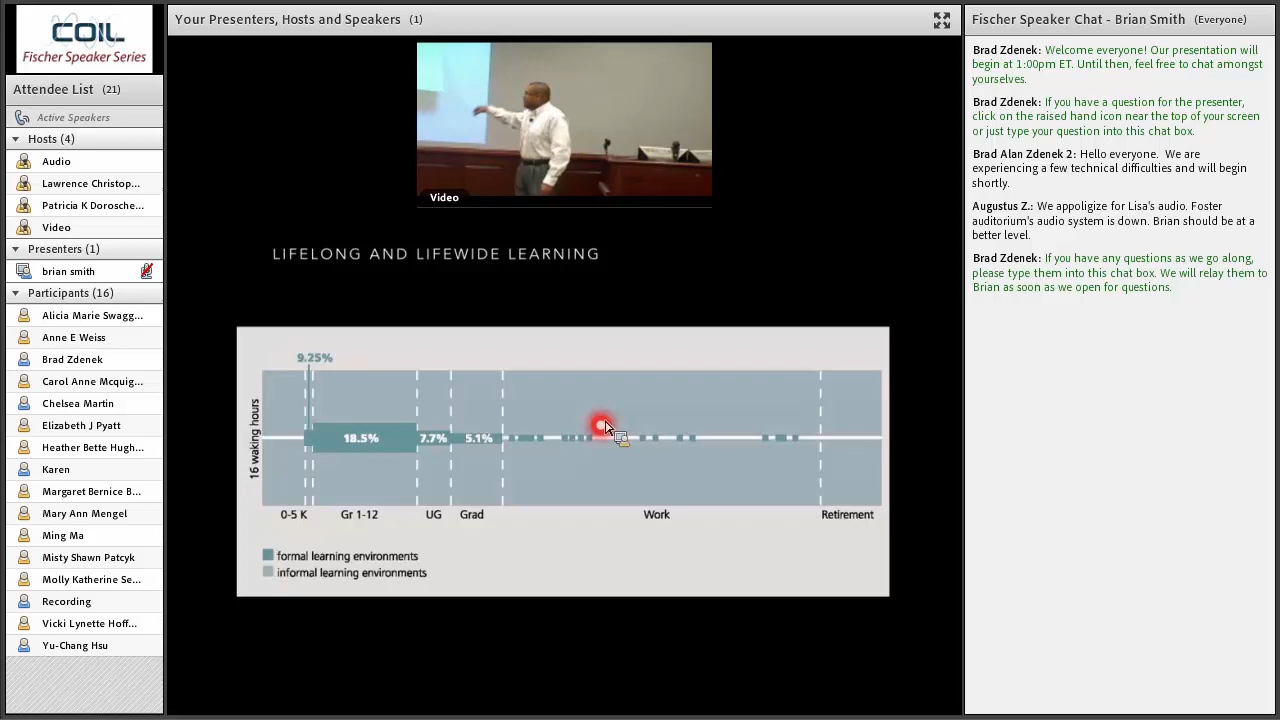 COIL
Fischer Speaker Series
Attendee List (21)
Active Speakers
Hosts (4)
Audio
Lawrence Christop...
Patricia K Dorosche...
Video
Presenters (1)
brian smith
Participants (16)
Alicia Marie Swagg...
Anne E Weiss
Brad Zdenek
Carol Anne Mcquig...
Chelsea Martin
Elizabeth J Pyatt
Heather Bette Hugh...
Karen
Margaret Bernice B...
Mary Ann Mengel
Ming Ma
Misty Shawn Patcyk
Molly Katherine Se...
Recording
Vicki Lynette Hoff...
Yu-Chang Hsu
Your Presenters, Hosts and Speakers (1)
Video
LIFELONG AND LIFEWIDE LEARNING
9.25%
16 waking hours
18.5% 7.7% 5.1%
0-5 K Gr 1-12 UG Grad Work Retirement
formal learning environments
informal learning environments
Fischer Speaker Chat - Brian Smith (Everyone)
Brad Zdenek: Welcome everyone! Our presentation will
begin at 1:00pm ET. Until then, feel free to chat amongst
yourselves.
Brad Zdenek: If you have a question for the presenter,
click on the raised hand icon near the top of your screen
or just type your question into this chat box.
Brad Alan Zdenek 2: Hello everyone. We are
experiencing a few technical difficulties and will begin
shortly.
Augustus Z.: We appoligize for Lisa's audio. Foster
auditorium's audio system is down. Brian should be at a
better level.
Brad Zdenek: If you have any questions as we go along,
please type them into this chat box. We will relay them to
Brian as soon as we open for questions.